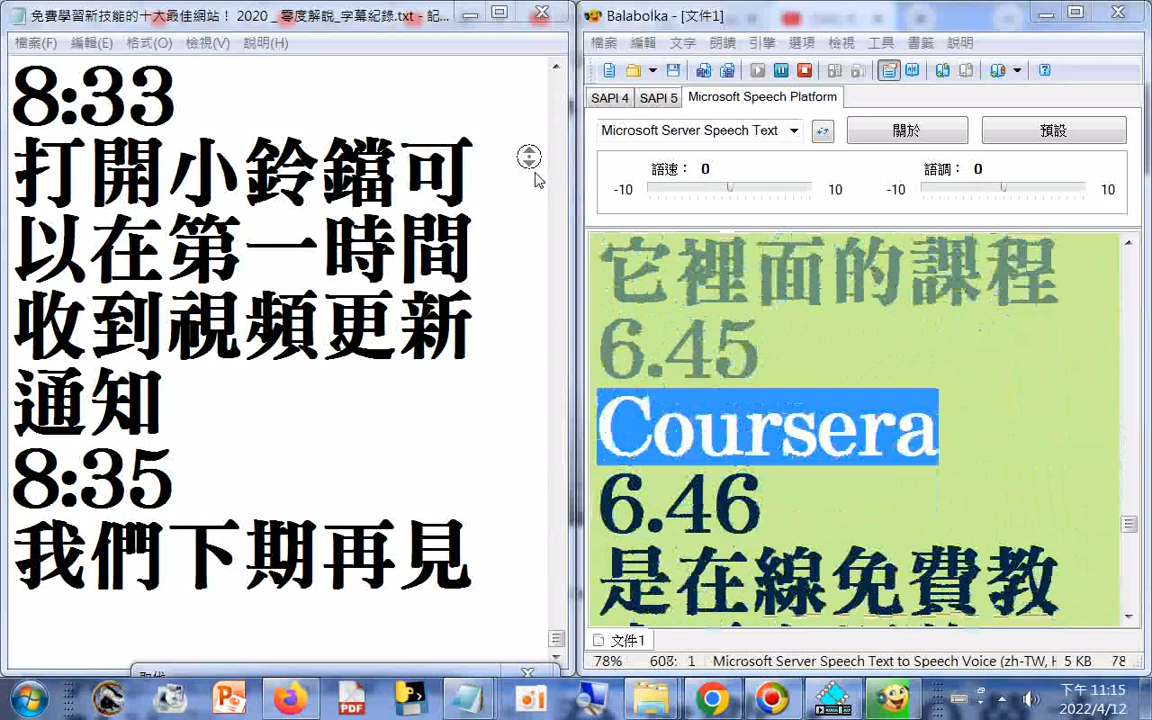 免費學習新技能的十大最佳網站！ 2020 _ 零度解說_字幕紀錄.txt - 記...
檔案(F) 編輯(E) 格式(O) 檢視(V) 說明(H)
8:33
打開小鈴鐺可
以在第一時間
收到視頻更新
通知
8:35
我們下期再見
Balabolka - [文件1]
檔案 編輯 文字 朗讀 引擎 選項 檢視 工具 書籤 說明
SAPI 4 SAPI 5 Microsoft Speech Platform
Microsoft Server Speech Text 關於 預設
語速： 0 語調： 0
-10 10 -10 10
它裡面的課程
6.45
Coursera
6.46
是在線免費教
文件1
78% 608: 1 Microsoft Server Speech Text to Speech Voice (zh-TW, H 5 KB 78
PDF
下午 11:15
2022/4/12